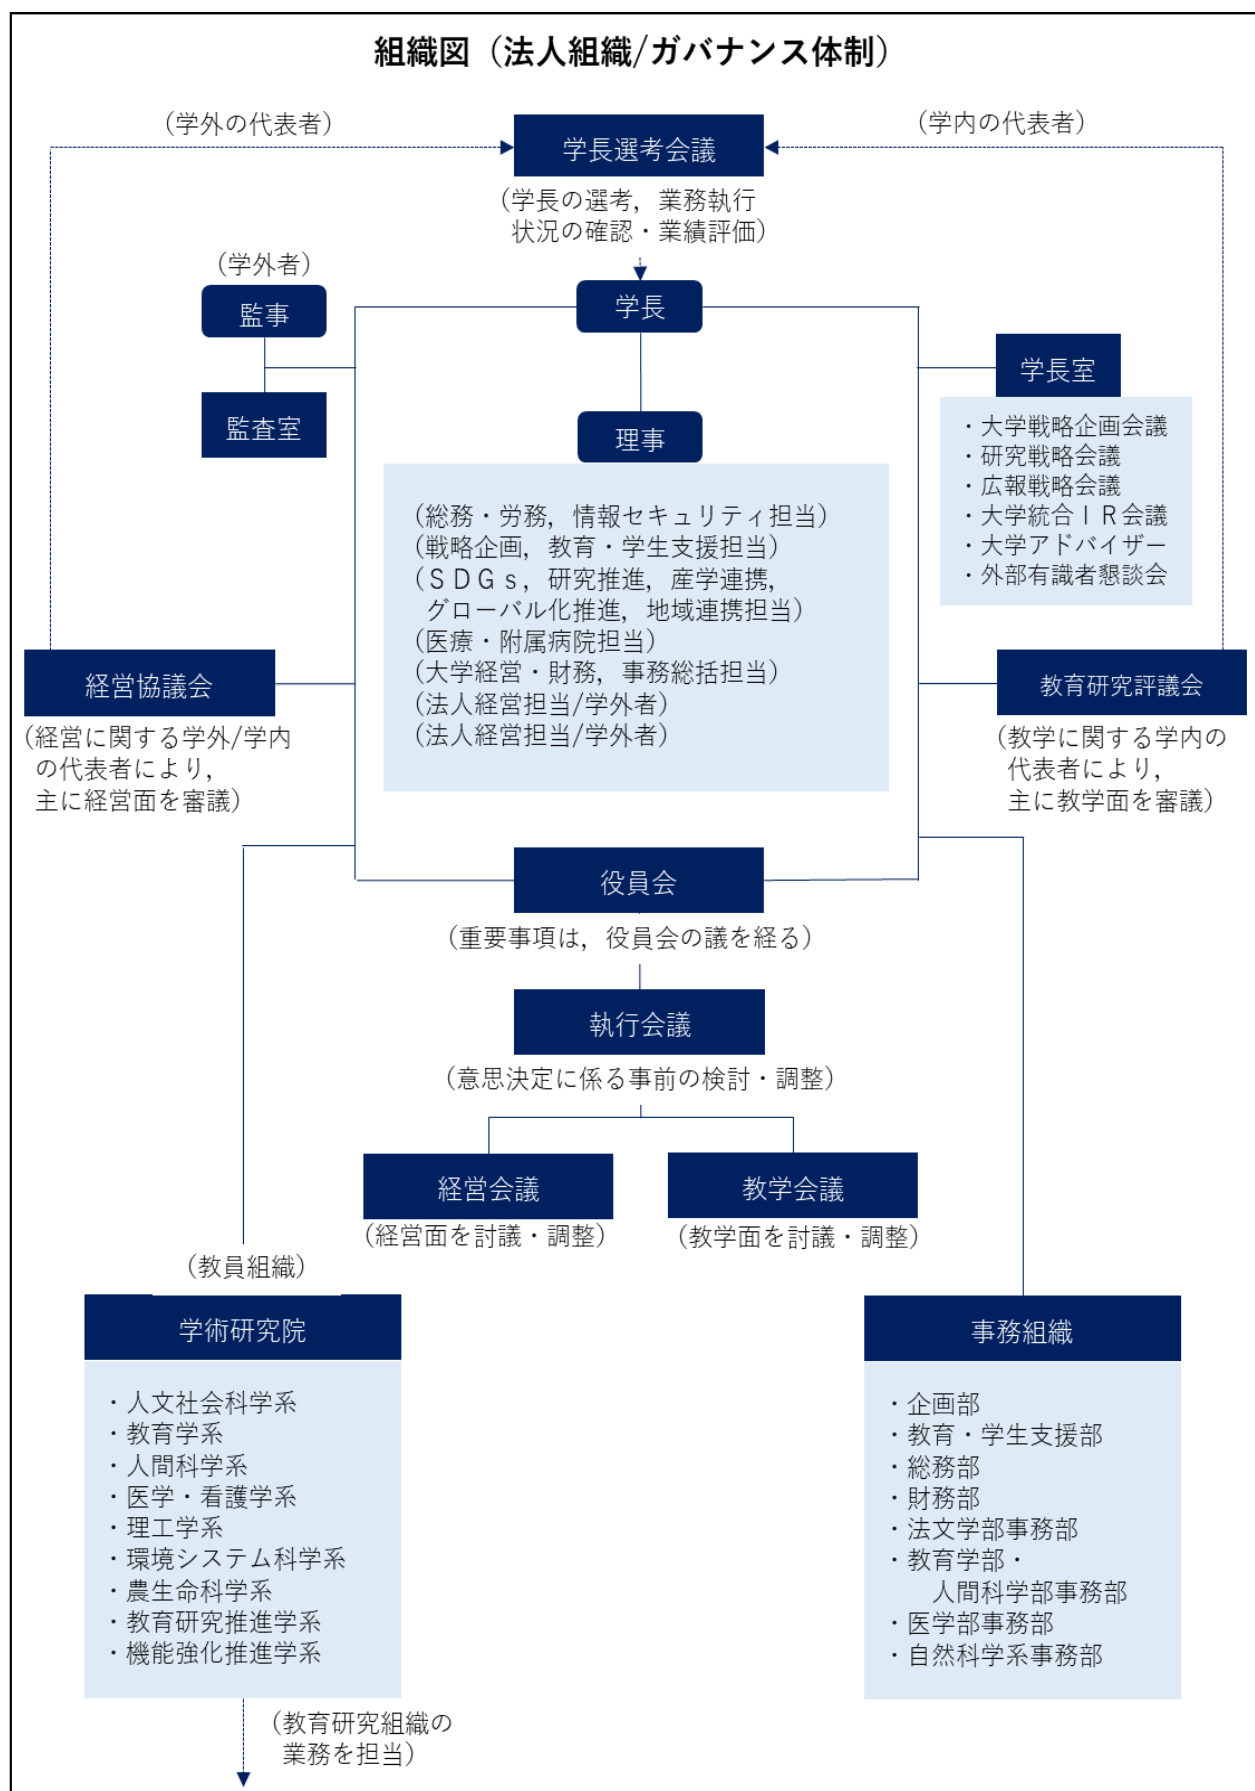 組織図（法人組織/ガバナンス体制）
（学外の代表者）
（学内の代表者）
学長選考会議
（学長の選考，業務執行
状況の確認・業績評価）
（学外者）
監事
学長
監査室
理事
学長室
・大学戦略企画会議
・研究戦略会議
・広報戦略会議
・大学統合ＩＲ会議
・大学アドバイザー
・外部有識者懇談会
（総務・労務，情報セキュリティ担当）
（戦略企画，教育・学生支援担当）
（ＳＤＧｓ，研究推進，産学連携，
グローバル化推進，地域連携担当）
（医療・附属病院担当）
（大学経営・財務，事務総括担当）
（法人経営担当/学外者）
（法人経営担当/学外者）
経営協議会
（経営に関する学外/学内
の代表者により，
主に経営面を審議）
教育研究評議会
（教学に関する学内の
代表者により，
主に教学面を審議）
役員会
（重要事項は，役員会の議を経る）
執行会議
（意思決定に係る事前の検討・調整）
経営会議
（経営面を討議・調整）
教学会議
（教学面を討議・調整）
（教員組織）
学術研究院
・人文社会科学系
・教育学系
・人間科学系
・医学・看護学系
・理工学系
・環境システム科学系
・農生命科学系
・教育研究推進学系
・機能強化推進学系
（教育研究組織の
業務を担当）
事務組織
・企画部
・教育・学生支援部
・総務部
・財務部
・法文学部事務部
・教育学部・
人間科学部事務部
・医学部事務部
・自然科学系事務部